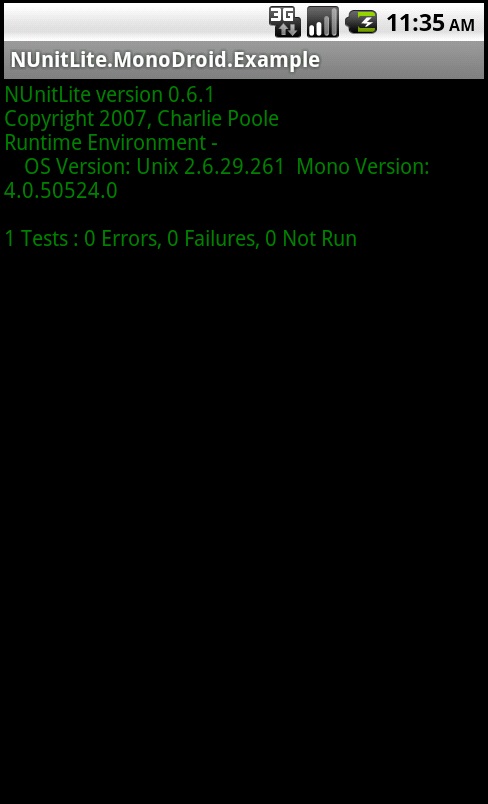 3G 11:35 AM
NUnitLite.MonoDroid.Example
NUnitLite version 0.6.1
Copyright 2007, Charlie Poole
Runtime Environment -
OS Version: Unix 2.6.29.261  Mono Version:
4.0.50524.0
1 Tests : 0 Errors, 0 Failures, 0 Not Run